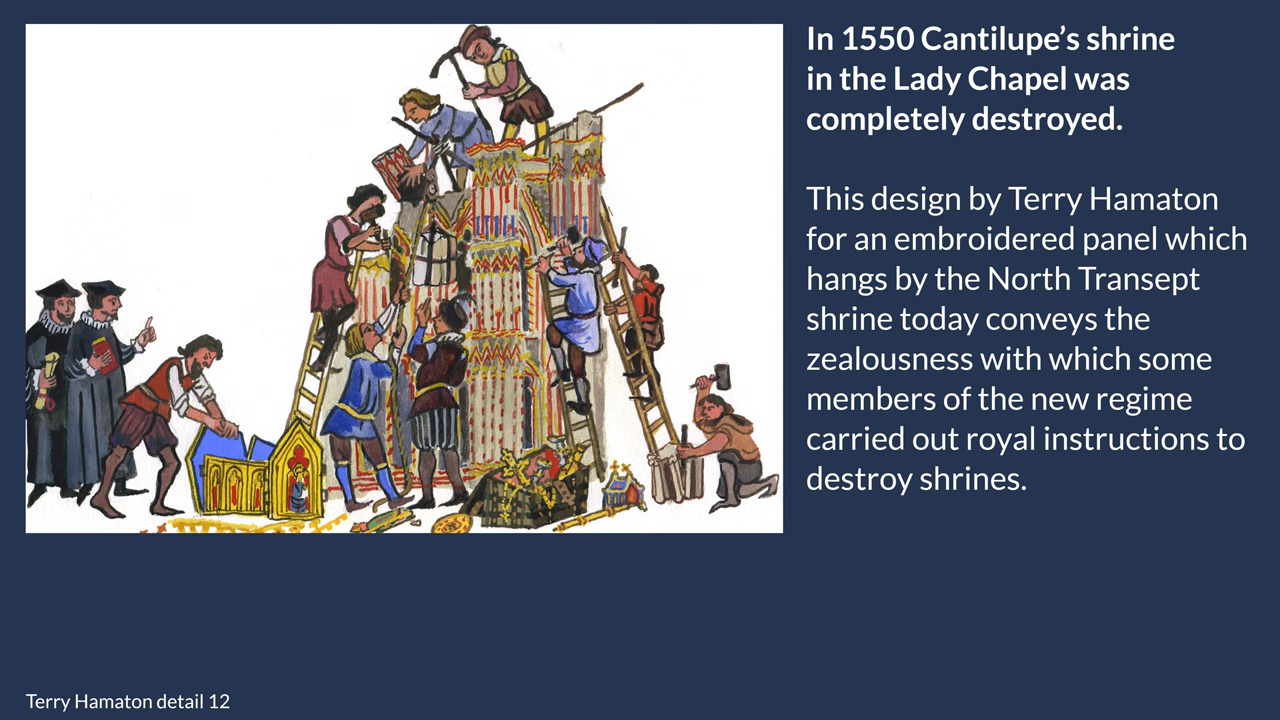 In 1550 Cantilupe’s shrine
in the Lady Chapel was
completely destroyed.
This design by Terry Hamaton
for an embroidered panel which
hangs by the North Transept
shrine today conveys the
zealousness with which some
members of the new regime
carried out royal instructions to
destroy shrines.
Terry Hamaton detail 12